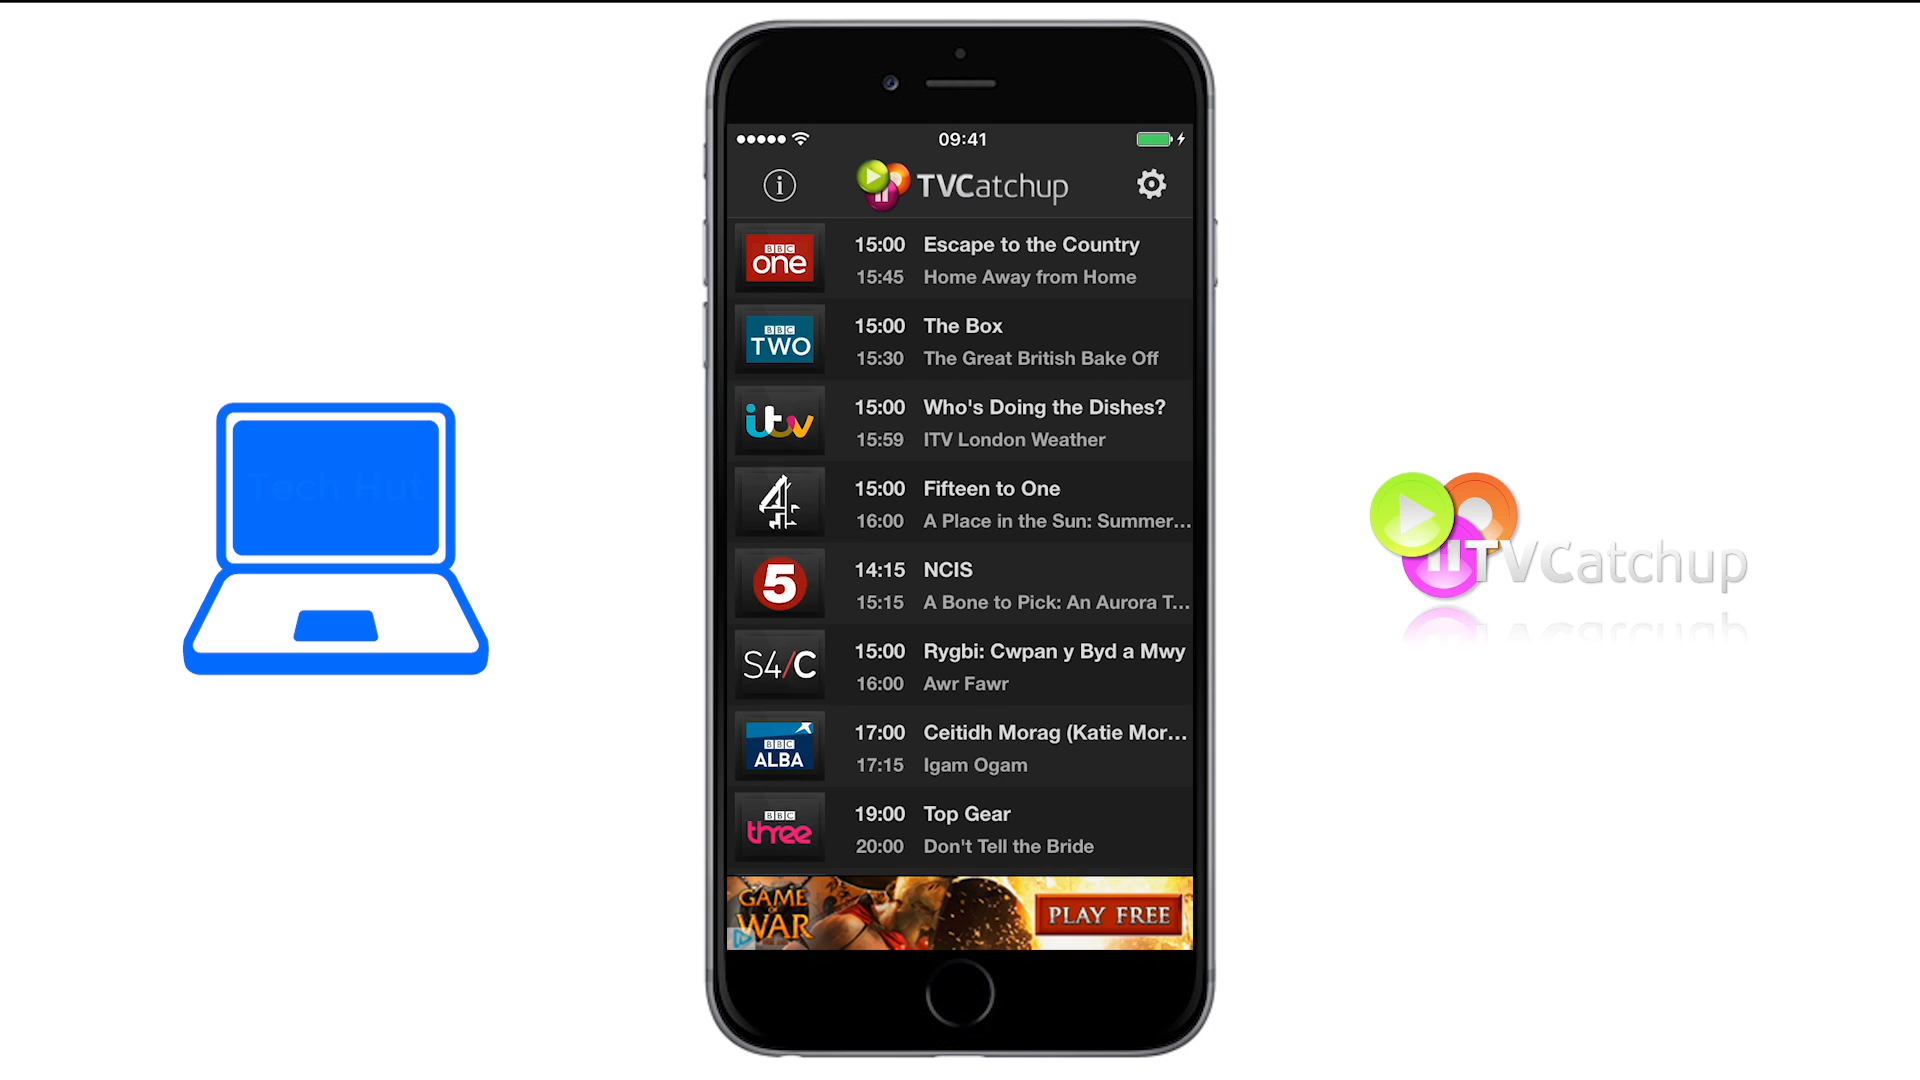 09:41
TVCatchup
BBC one
15:00 Escape to the Country
15:45 Home Away from Home
BBC TWO
15:00 The Box
15:30 The Great British Bake Off
itv
15:00 Who's Doing the Dishes?
15:59 ITV London Weather
4
15:00 Fifteen to One
16:00 A Place in the Sun: Summer...
5
14:15 NCIS
15:15 A Bone to Pick: An Aurora T...
S4/C
15:00 Rygbi: Cwpan y Byd a Mwy
16:00 Awr Fawr
BBC ALBA
17:00 Ceitidh Morag (Katie Mor...
17:15 Igam Ogam
BBC three
19:00 Top Gear
20:00 Don't Tell the Bride
GAME OF WAR
PLAY FREE
Tech Hut
TVCatchup